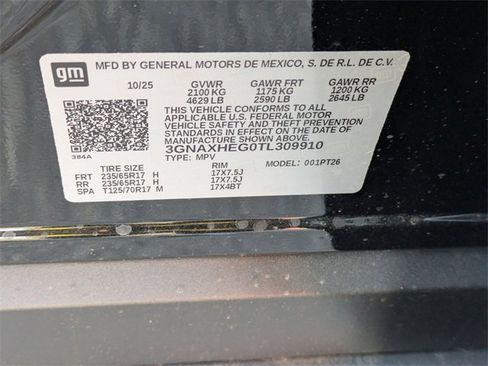 gm
MFD BY GENERAL MOTORS DE MEXICO, S. DE R.L. DE C.V.
10/25 GVWR GAWR FRT GAWR RR
2100 KG 1175 KG 1200 KG
4629 LB 2590 LB 2645 LB
THIS VEHICLE CONFORMS TO ALL
APPLICABLE U.S. FEDERAL MOTOR
VEHICLE SAFETY AND THEFT PREVENTION
STANDARDS IN EFFECT ON THE DATE OF
MANUFACTURE SHOWN ABOVE.
3GNAXHEG0TL309910
384A TYPE: MPV MODEL: 001PT26
TIRE SIZE RIM
FRT 235/65R17 H 17X7.5J
RR 235/65R17 H 17X7.5J
SPA T125/70R17 M 17X4BT